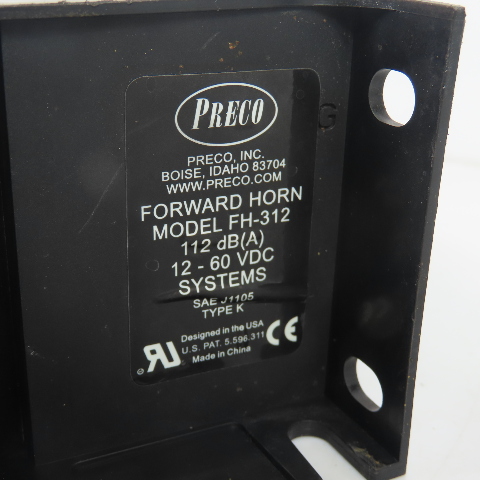 PRECO
PRECO, INC.
BOISE, IDAHO 83704
WWW.PRECO.COM
FORWARD HORN
MODEL FH-312
112 dB(A)
12 - 60 VDC
SYSTEMS
SAE J1105
TYPE K
Designed in the USA
U.S. PAT. 5,596,311
Made in China
CE
G